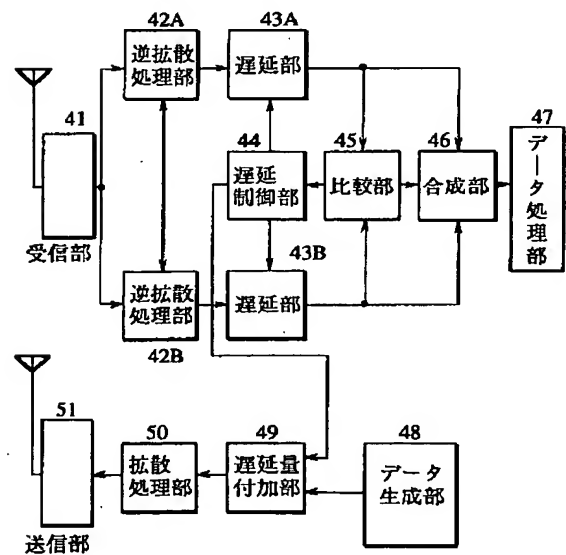 42A
逆拡散
処理部
43A
遅延部
41
受信部
44
遅延
制御部
45
比較部
46
合成部
47
データ処理部
逆拡散
処理部
42B
43B
遅延部
51
送信部
50
拡散
処理部
49
遅延量
付加部
48
データ
生成部